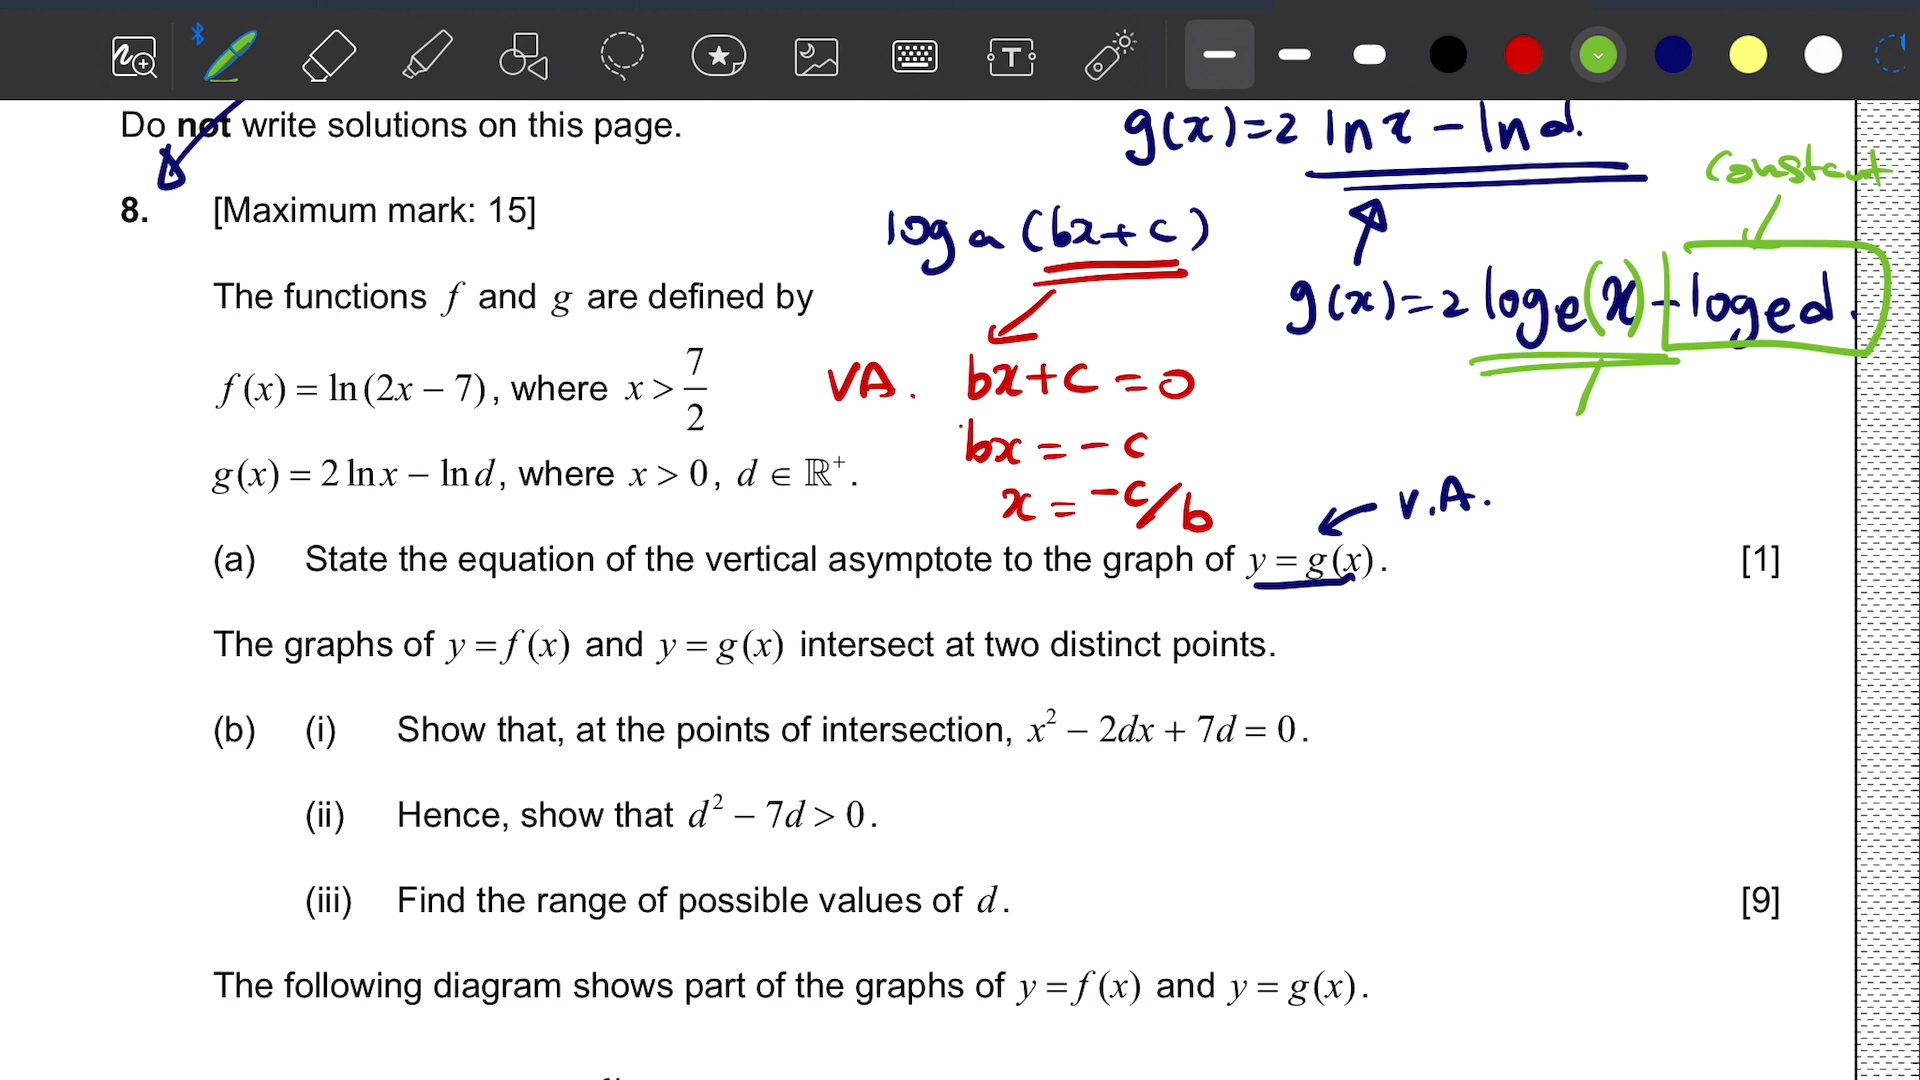 Do not write solutions on this page.
g(x)=2 ln x − ln d.
constant
8. [Maximum mark: 15]
log a (bx+c)
The functions f and g are defined by
g(x)=2 loge(x) − loged.
f(x) = ln(2x − 7), where x > 7/2
VA. bx+c = 0
bx = −c
g(x) = 2 ln x − ln d, where x > 0, d ∈ ℝ⁺.
x = −c/b
V.A.
(a) State the equation of the vertical asymptote to the graph of y = g(x). [1]
The graphs of y = f(x) and y = g(x) intersect at two distinct points.
(b) (i) Show that, at the points of intersection, x² − 2dx + 7d = 0.
(ii) Hence, show that d² − 7d > 0.
(iii) Find the range of possible values of d. [9]
The following diagram shows part of the graphs of y = f(x) and y = g(x).